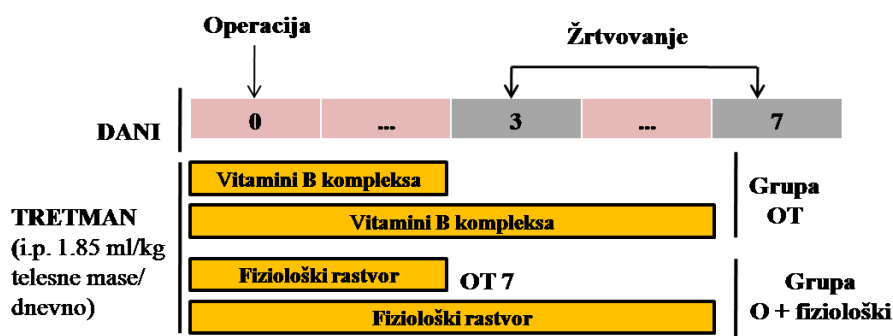 Operacija
Žrtvovanje
DANI
0
...
3
...
7
Vitamini B kompleksa
Vitamini B kompleksa
Grupa
OT
TRETMAN
(i.p. 1.85 ml/kg
telesne mase/
dnevno)
Fiziološki rastvor
OT 7
Fiziološki rastvor
Grupa
O + fiziološki